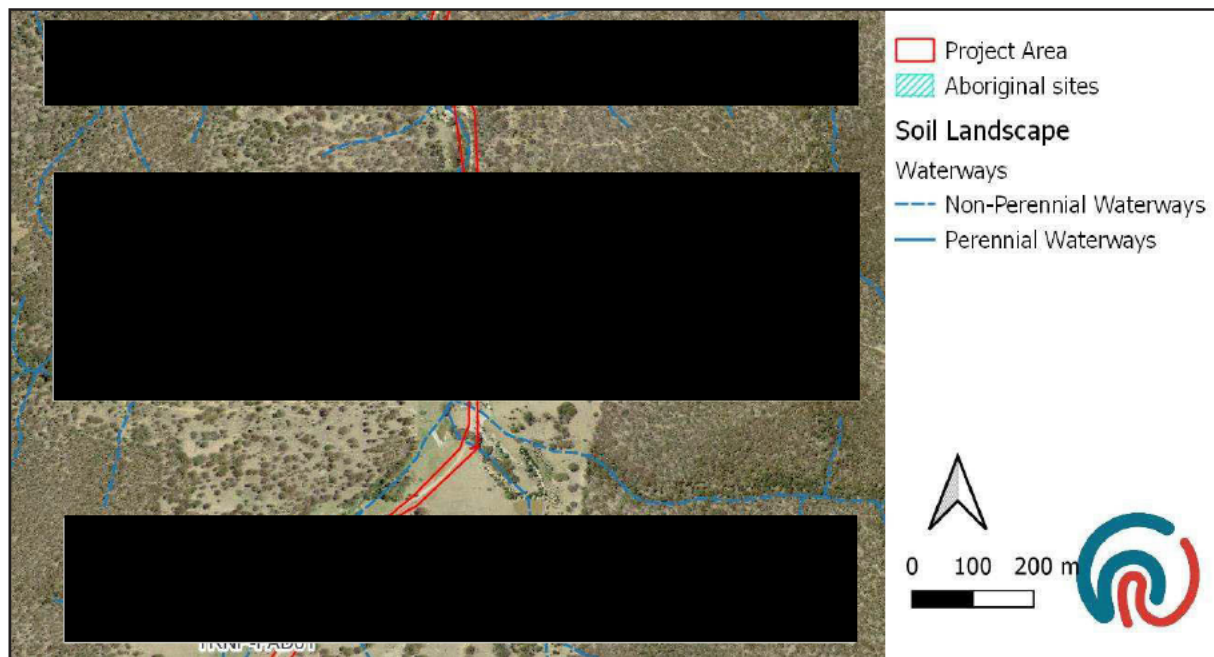 Project Area
Aboriginal sites
Soil Landscape
Waterways
Non-Perennial Waterways
Perennial Waterways
0 100 200 m